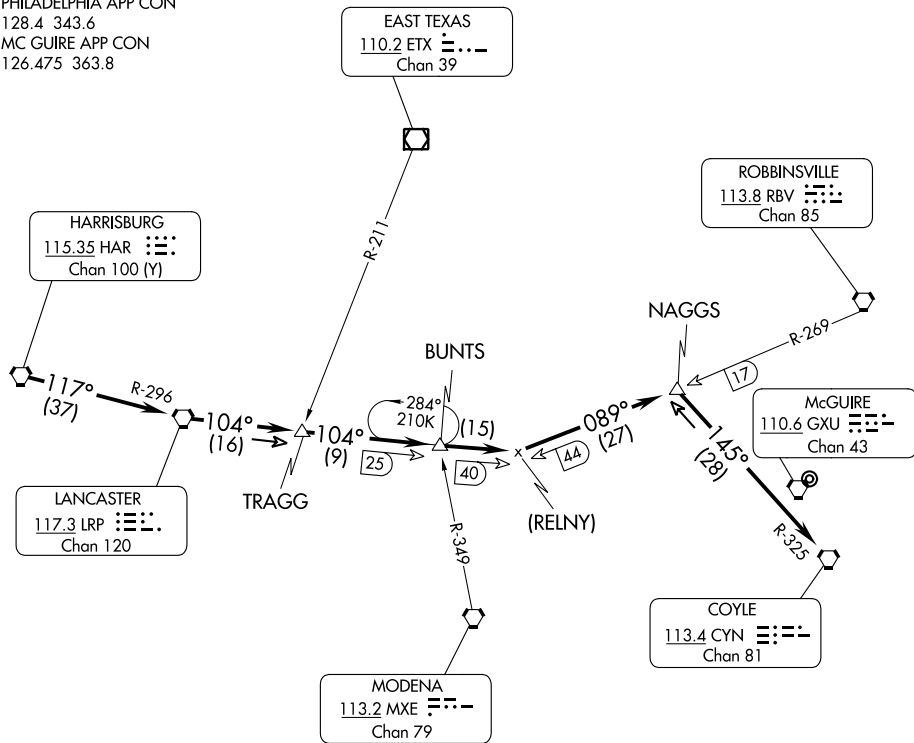 PHILADELPHIA APP CON
128.4 343.6
MC GUIRE APP CON
126.475 363.8
EAST TEXAS
110.2 ETX
Chan 39
ROBBINSVILLE
113.8 RBV
Chan 85
HARRISBURG
115.35 HAR
Chan 100 (Y)
R-211
NAGGS
R-269
17
BUNTS
117°
(37)
R-296
104°
(16)
284°
210K
104°
(9)
25
(15)
40
089°
(27)
44
McGUIRE
110.6 GXU
Chan 43
145°
(28)
R-325
LANCASTER
117.3 LRP
Chan 120
TRAGG
(RELNY)
R-349
COYLE
113.4 CYN
Chan 81
MODENA
113.2 MXE
Chan 79